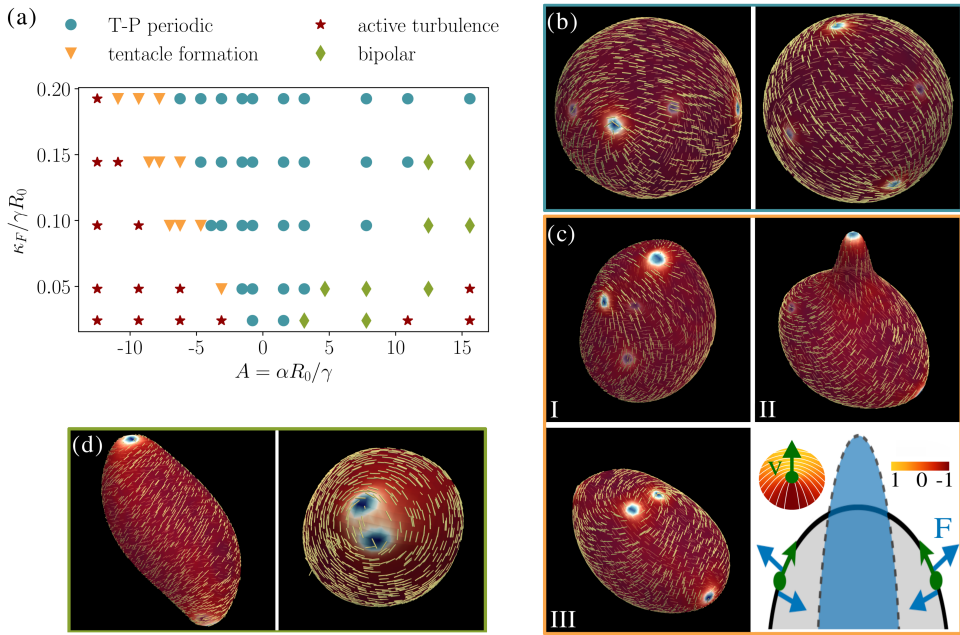 (a)
T-P periodic
active turbulence
tentacle formation
bipolar
0.20
0.15
0.10
0.05
κ_F/γR_0
-10 -5 0 5 10 15
A = αR_0/γ
(b)
(c)
I
II
III
v
1 0 -1
F
(d)